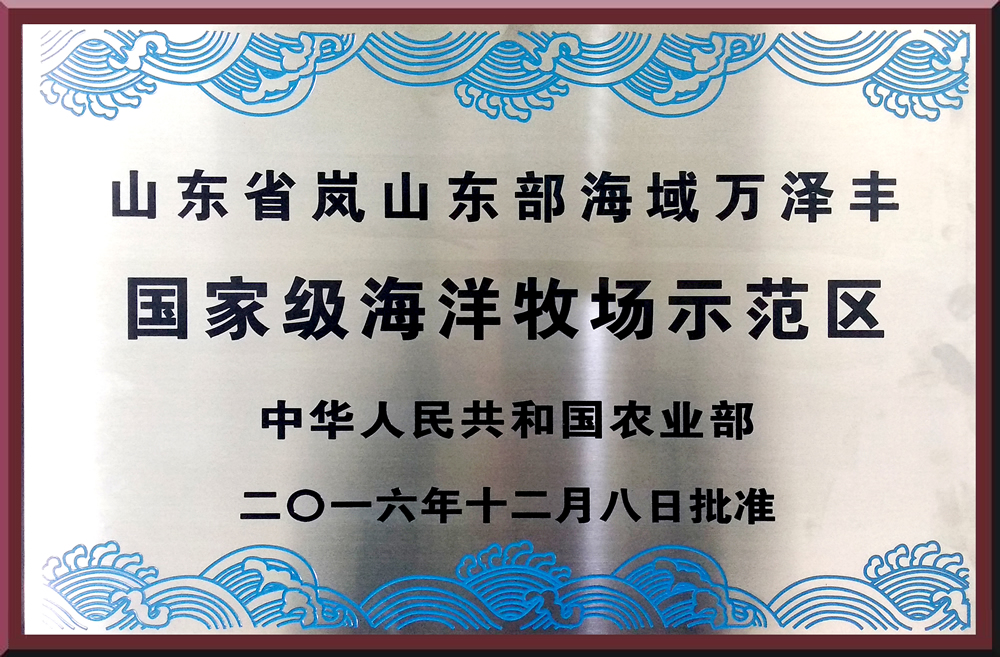 山东省岚山东部海域万泽丰
国家级海洋牧场示范区
中华人民共和国农业部
二〇一六年十二月八日批准